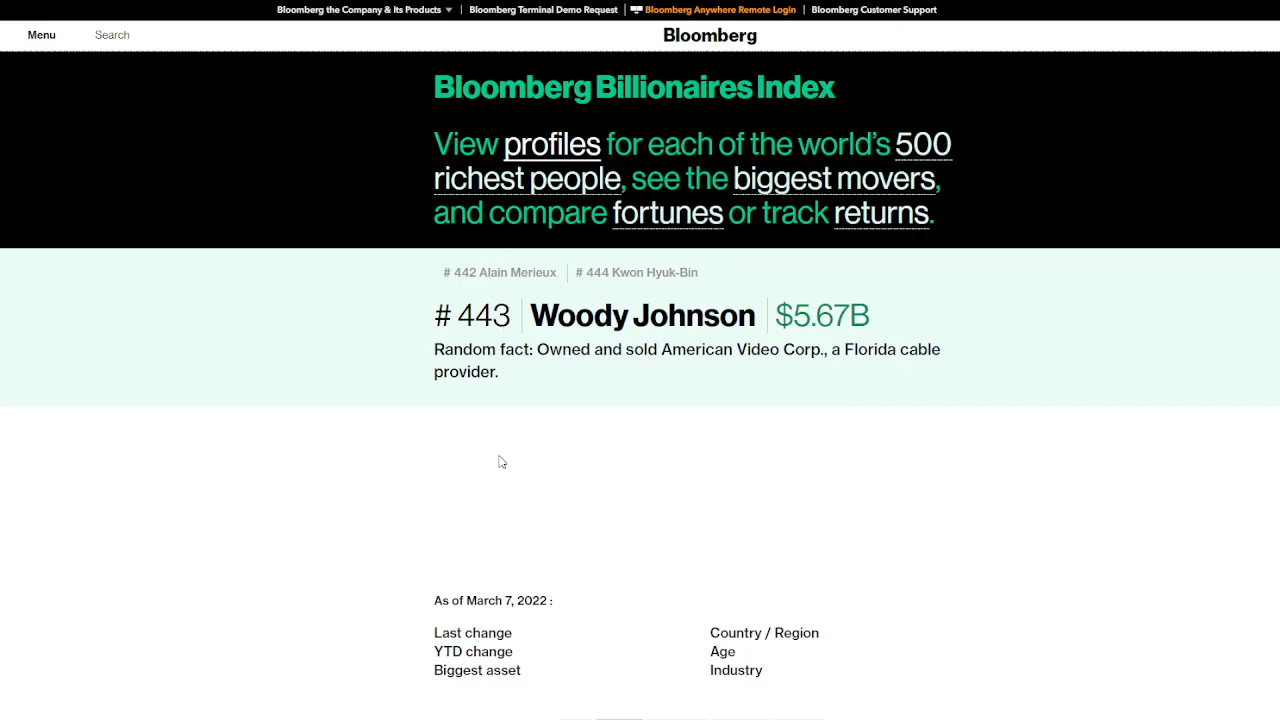 Bloomberg the Company & Its Products
Bloomberg Terminal Demo Request
Bloomberg Anywhere Remote Login
Bloomberg Customer Support
Menu
Search
Bloomberg
Bloomberg Billionaires Index
View profiles for each of the world's 500
richest people, see the biggest movers,
and compare fortunes or track returns.
# 442 Alain Merieux
# 444 Kwon Hyuk-Bin
# 443
Woody Johnson
$5.67B
Random fact: Owned and sold American Video Corp., a Florida cable
provider.
As of March 7, 2022 :
Last change
Country / Region
YTD change
Age
Biggest asset
Industry